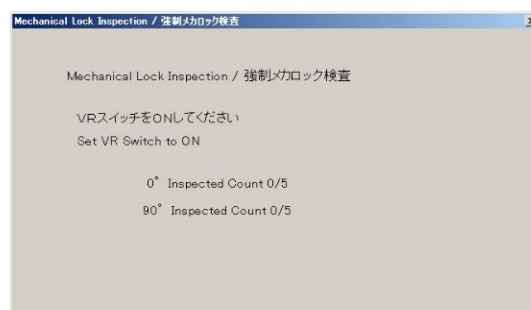 Mechanical Lock Inspection / 強制メカロック検査
Mechanical Lock Inspection / 強制メカロック検査
VRスイッチをONしてください
Set VR Switch to ON
0° Inspected Count 0/5
90° Inspected Count 0/5